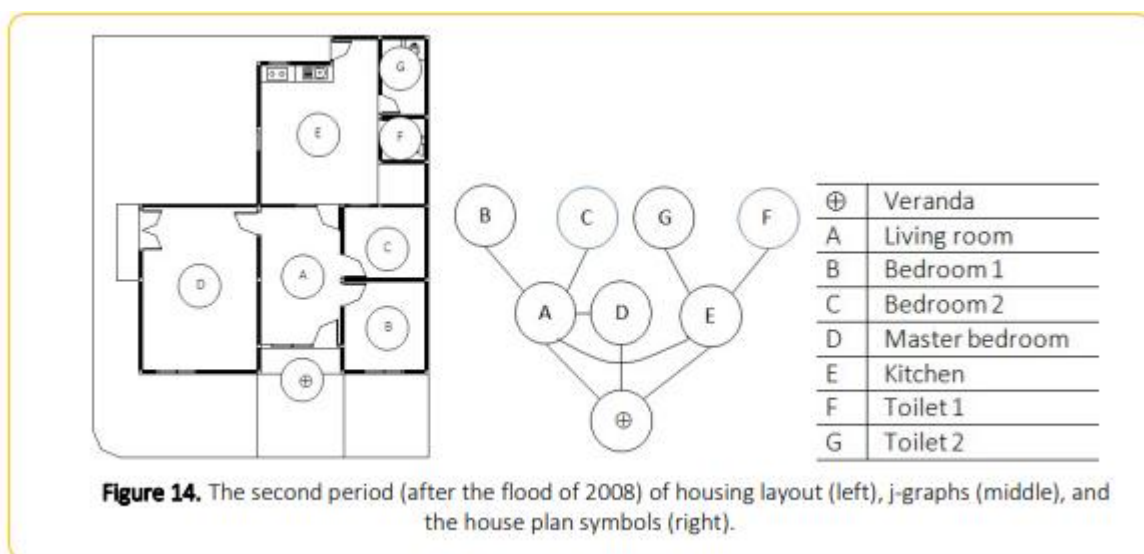 G
F
E
C
A
D
B
⊕
B
C
G
F
A
D
E
⊕
⊕ Veranda
A Living room
B Bedroom 1
C Bedroom 2
D Master bedroom
E Kitchen
F Toilet 1
G Toilet 2
Figure 14. The second period (after the flood of 2008) of housing layout (left), j-graphs (middle), and
the house plan symbols (right).